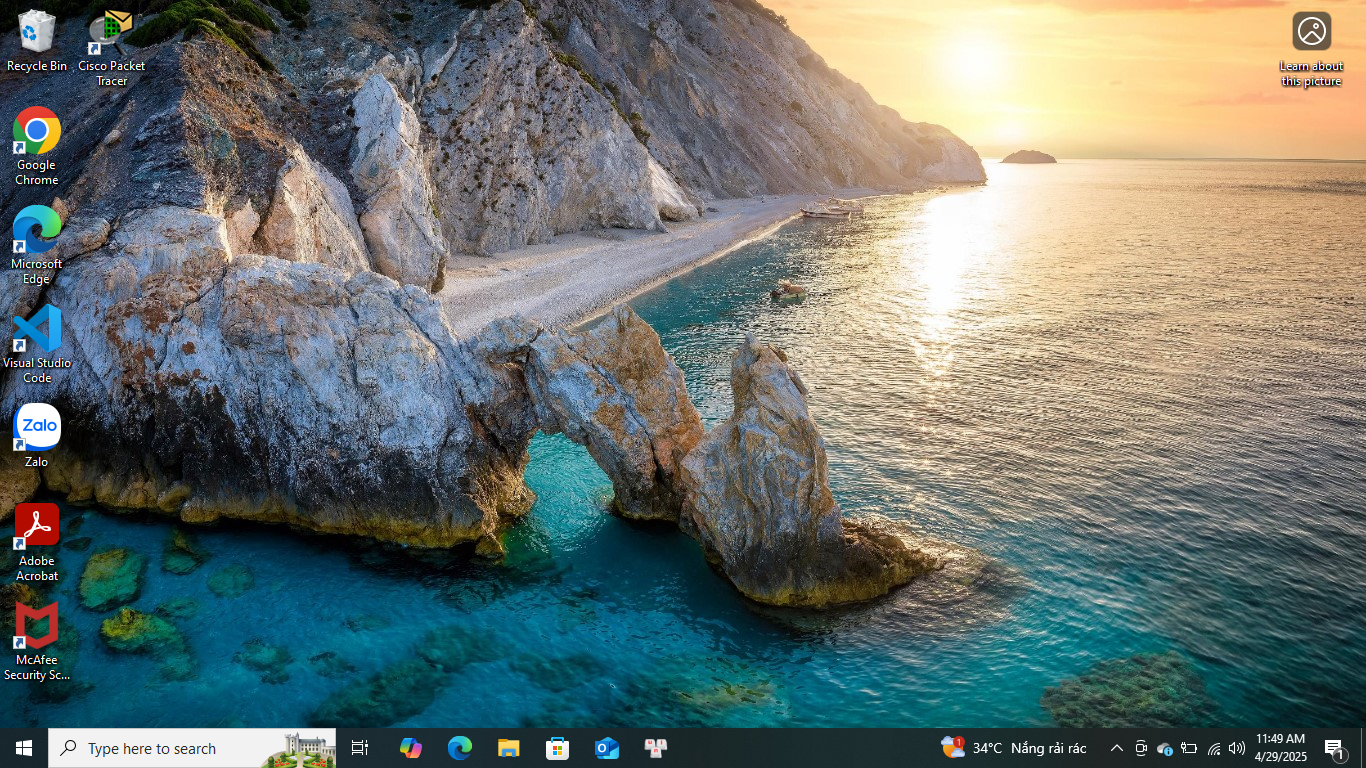 Recycle Bin
Cisco Packet
Tracer
Learn about
this picture
Google
Chrome
Microsoft
Edge
Visual Studio
Code
Zalo
Zalo
Adobe
Acrobat
McAfee
Security Sc...
Type here to search
1
34°C Nắng rải rác
11:49 AM
4/29/2025
1